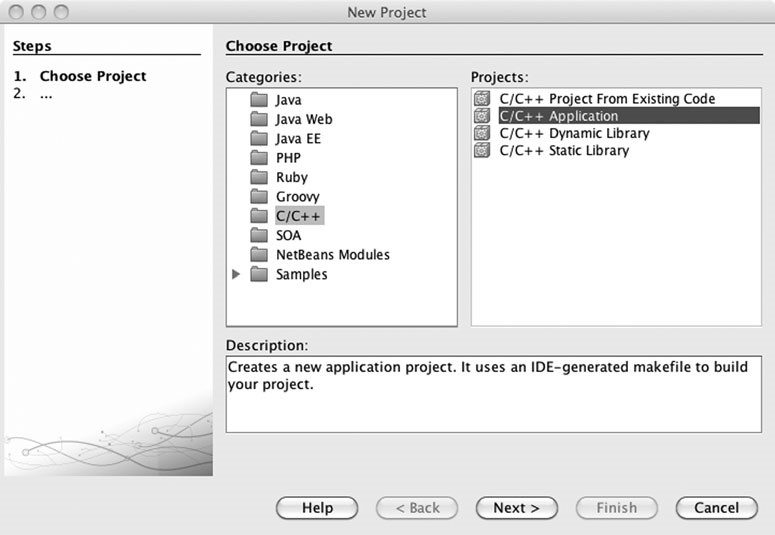 New Project
Steps
1. Choose Project
2. ...
Choose Project
Categories:
Java
Java Web
Java EE
PHP
Ruby
Groovy
C/C++
SOA
NetBeans Modules
Samples
Projects:
C/C++ Project From Existing Code
C/C++ Application
C/C++ Dynamic Library
C/C++ Static Library
Description:
Creates a new application project. It uses an IDE-generated makefile to build
your project.
Help
< Back
Next >
Finish
Cancel